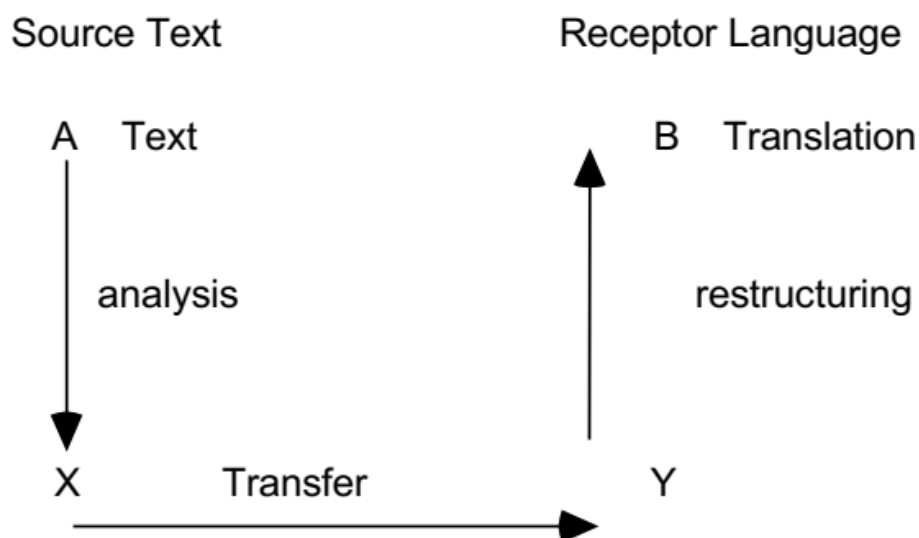 Source Text Receptor Language
A Text B Translation
analysis restructuring
X Transfer Y